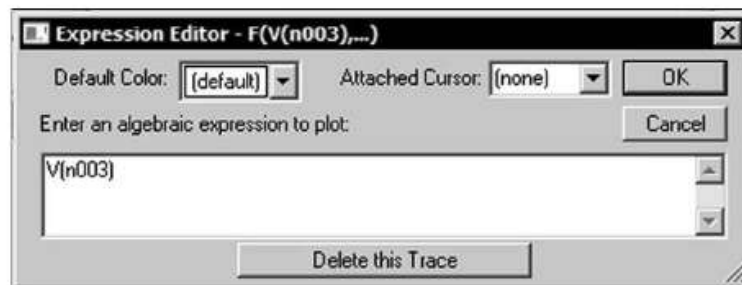 Expression Editor - F(V(n003),...)
Default Color: (default) Attached Cursor: (none) OK
Enter an algebraic expression to plot: Cancel
V(n003)
Delete this Trace